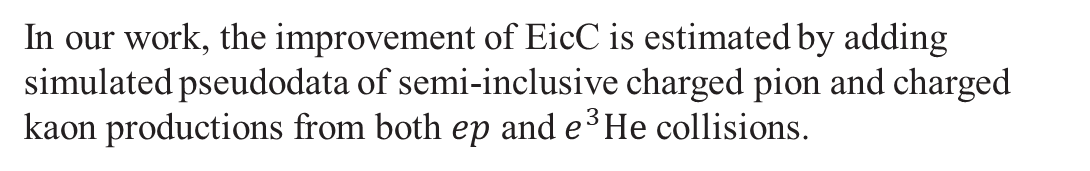 In our work, the improvement of EicC is estimated by adding
simulated pseudodata of semi-inclusive charged pion and charged
kaon productions from both ep and e³He collisions.